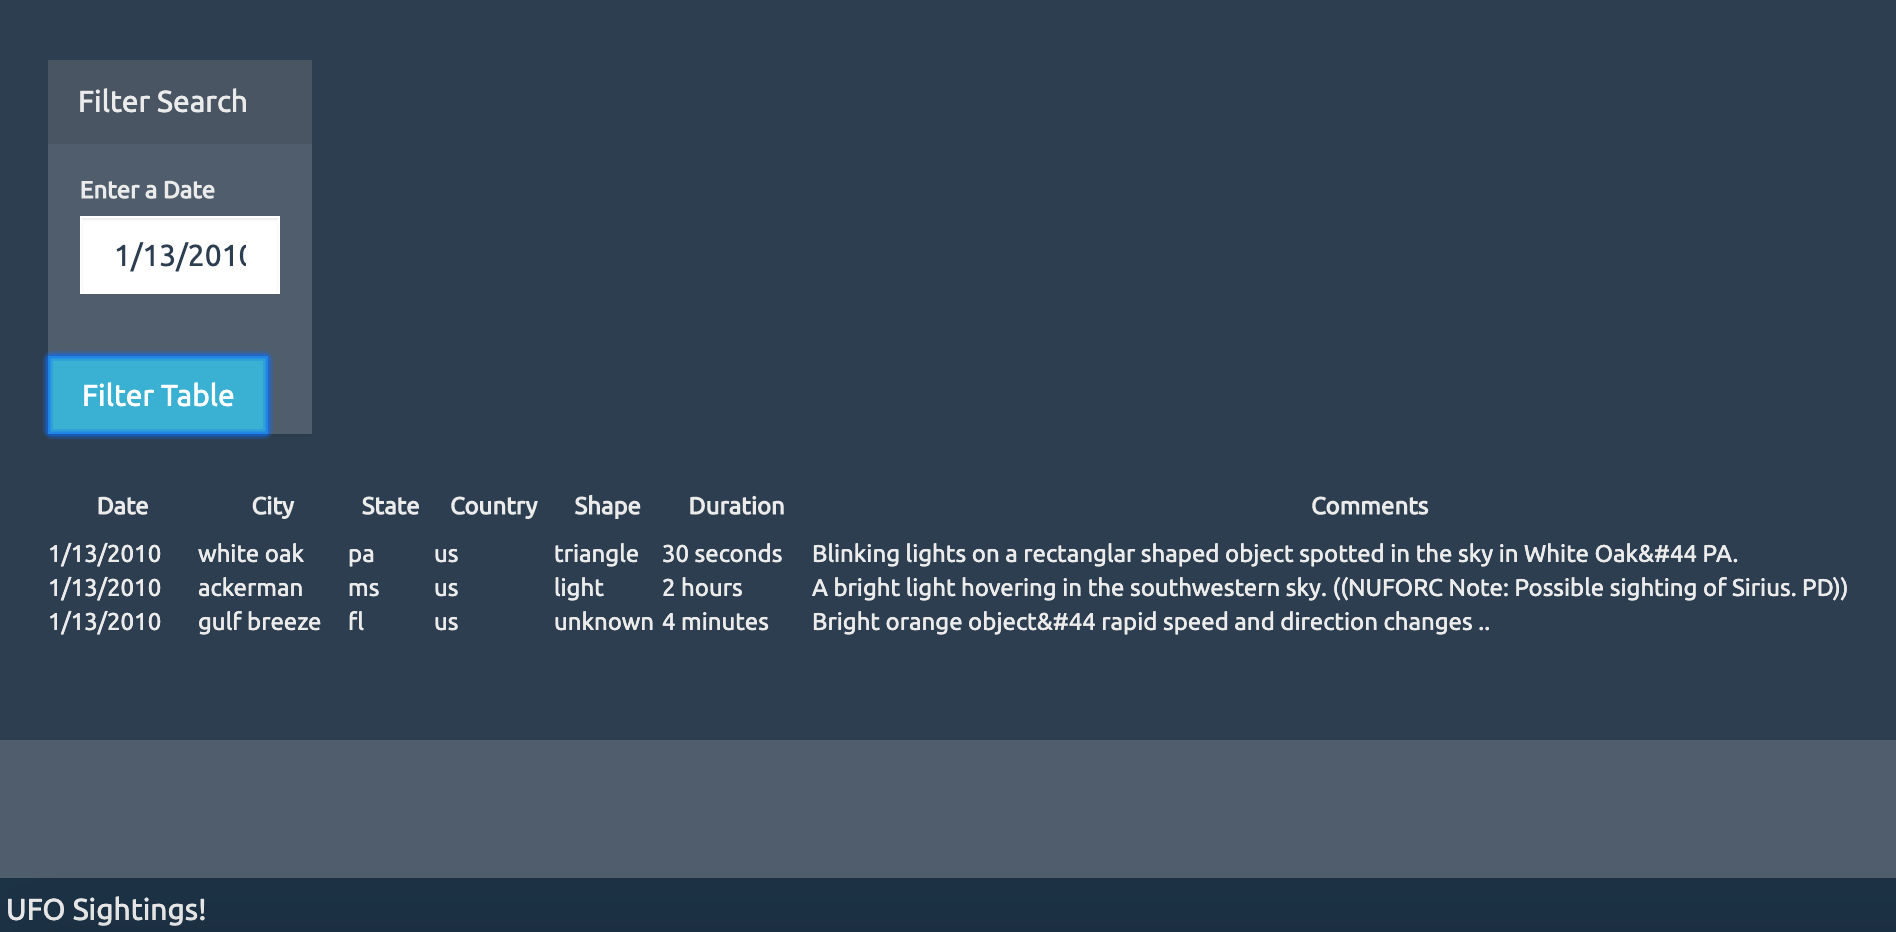 Filter Search
Enter a Date
1/13/2010
Filter Table
Date City State Country Shape Duration Comments
1/13/2010 white oak pa us triangle 30 seconds Blinking lights on a rectanglar shaped object spotted in the sky in White Oak&#44 PA.
1/13/2010 ackerman ms us light 2 hours A bright light hovering in the southwestern sky. ((NUFORC Note: Possible sighting of Sirius. PD))
1/13/2010 gulf breeze fl us unknown 4 minutes Bright orange object&#44 rapid speed and direction changes ..
UFO Sightings!